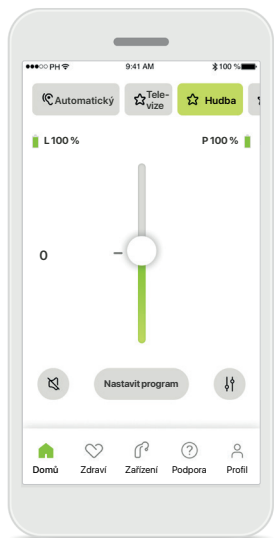 PH 9:41 AM 100 %
Automatický Tele-
vize Hudba
L 100 % P 100 %
0
Nastavit program
Domů Zdraví Zařízení Podpora Profil